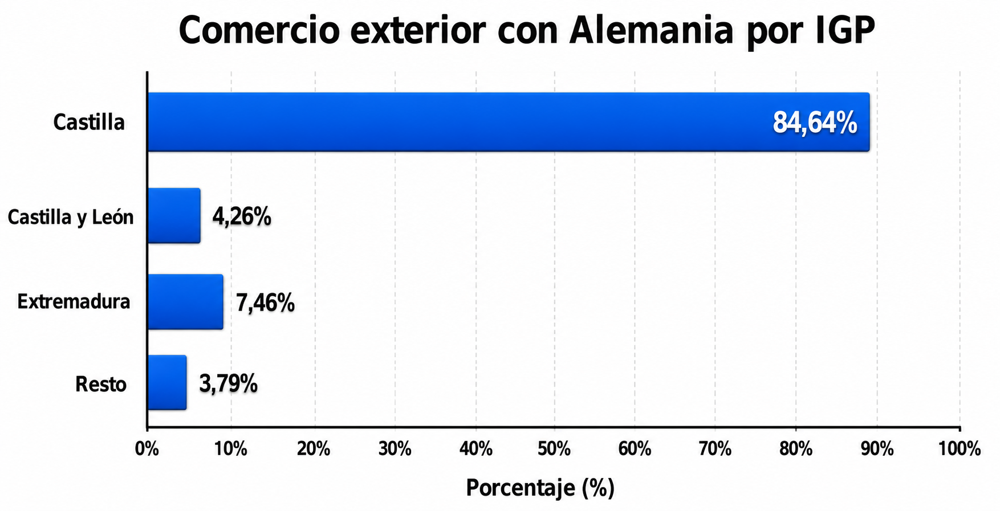 Comercio exterior con Alemania por IGP
Castilla
84,64%
Castilla y León
4,26%
Extremadura
7,46%
Resto
3,79%
0% 10% 20% 30% 40% 50% 60% 70% 80% 90% 100%
Porcentaje (%)